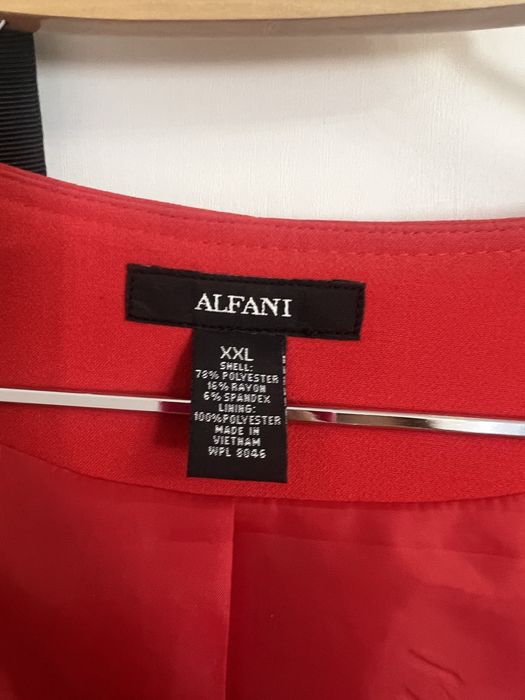 ALFANI
XXL
SHELL:
78% POLYESTER
16% RAYON
6% SPANDEX
LINING:
100%POLYESTER
MADE IN
VIETNAM
WPL 8046